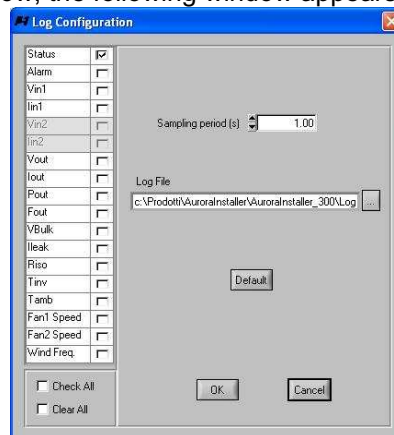 ow, the following window appears
Log Configuration
Status
Alarm
Vin1
Iin1
Vin2
Iin2
Vout
Iout
Pout
Fout
VBulk
Ileak
Riso
Tinv
Tamb
Fan1 Speed
Fan2 Speed
Wind Freq.
Check All
Clear All
Sampling period (s) 1.00
Log File
c:\Prodotti\AuroraInstaller\AuroraInstaller_300\Log ...
Default
OK Cancel